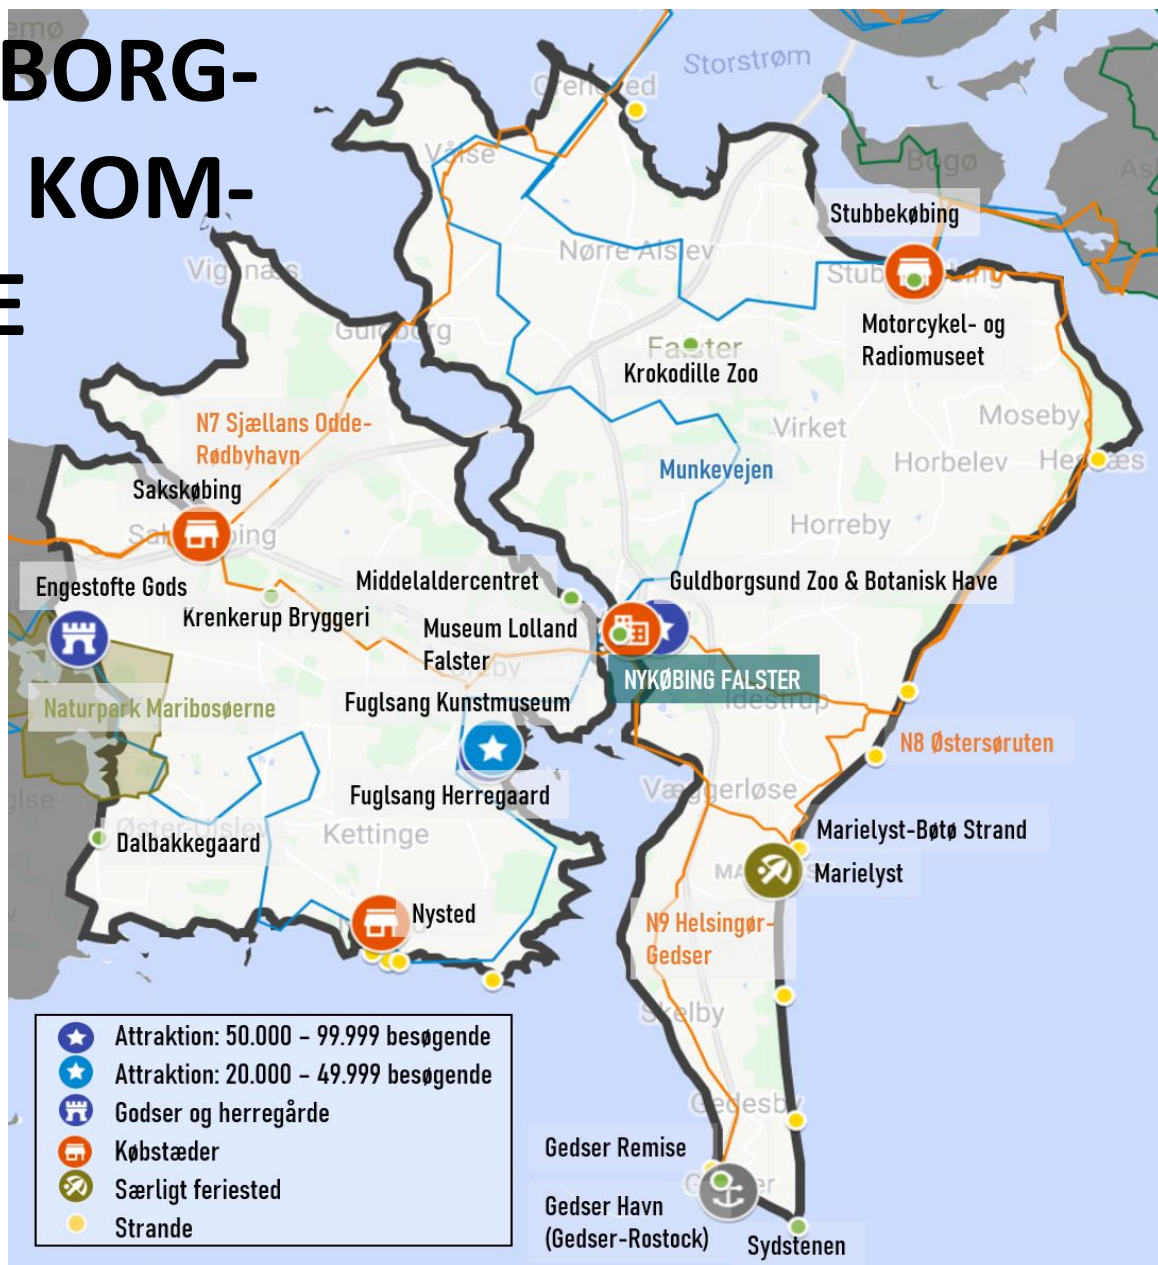 BORG-
KOM-
E
emø
Storstrøm
Vålse
Bogø
Stubbekøbing
Nørre Alslev
Vigsnæs
Motorcykel- og
Radiomuseet
Guldborg
Falster
Krokodille Zoo
N7 Sjællans Odde-
Rødbyhavn
Virket
Moseby
Horbelev
Munkevejen
Sakskøbing
Horreby
Engestofte Gods
Middelaldercentret
Guldborgsund Zoo & Botanisk Have
Krenkerup Bryggeri
Museum Lolland
Falster
NYKØBING FALSTER
Idestrup
Naturpark Maribosøerne
Fuglsang Kunstmuseum
N8 Østersøruten
Fuglsang Herregaard
Væggerløse
Dalbakkegaard
Kettinge
Marielyst-Bøtø Strand
Marielyst
Nysted
N9 Helsingør-
Gedser
Skelby
Gedesby
Attraktion: 50.000 – 99.999 besøgende
Attraktion: 20.000 – 49.999 besøgende
Godser og herregårde
Købstæder
Særligt feriested
Strande
Gedser Remise
Gedser Havn
(Gedser-Rostock)
Sydstenen